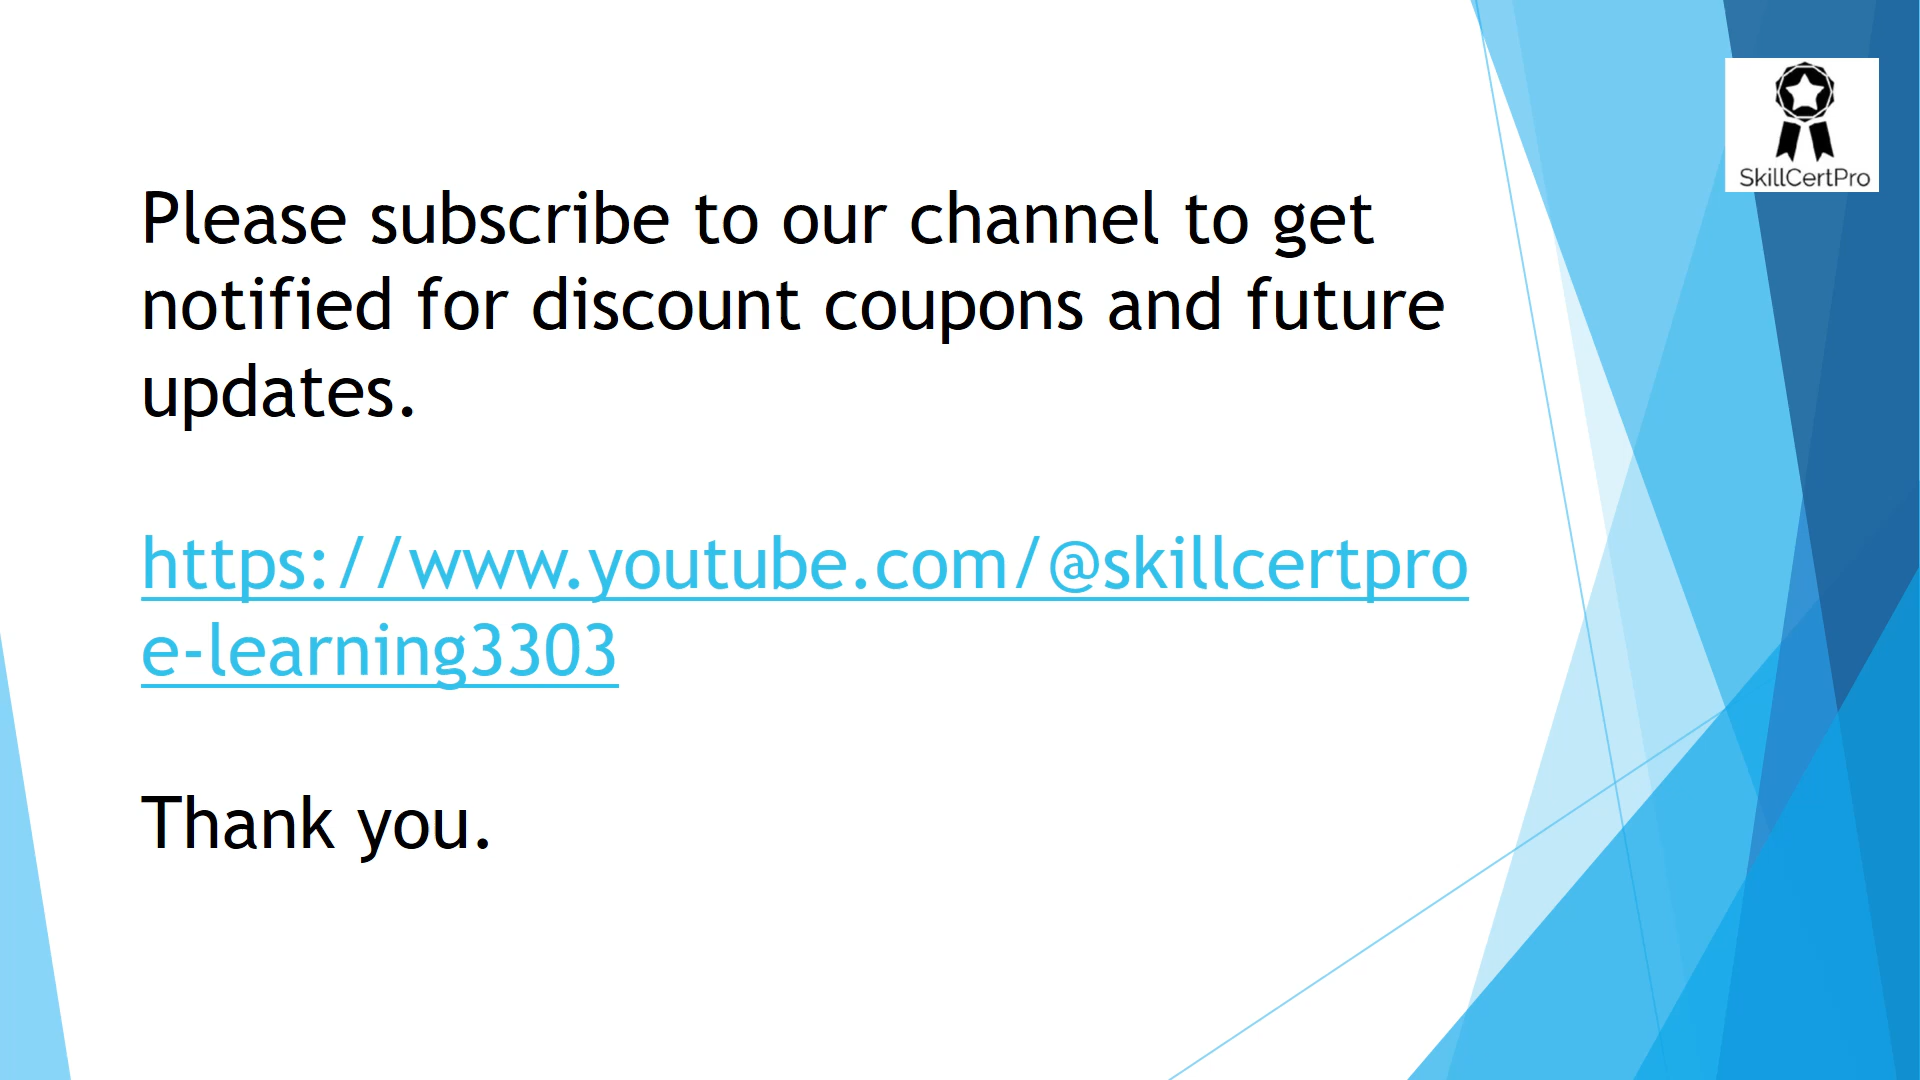 SkillCertPro
Please subscribe to our channel to get
notified for discount coupons and future
updates.
https://www.youtube.com/@skillcertpro
e-learning3303
Thank you.